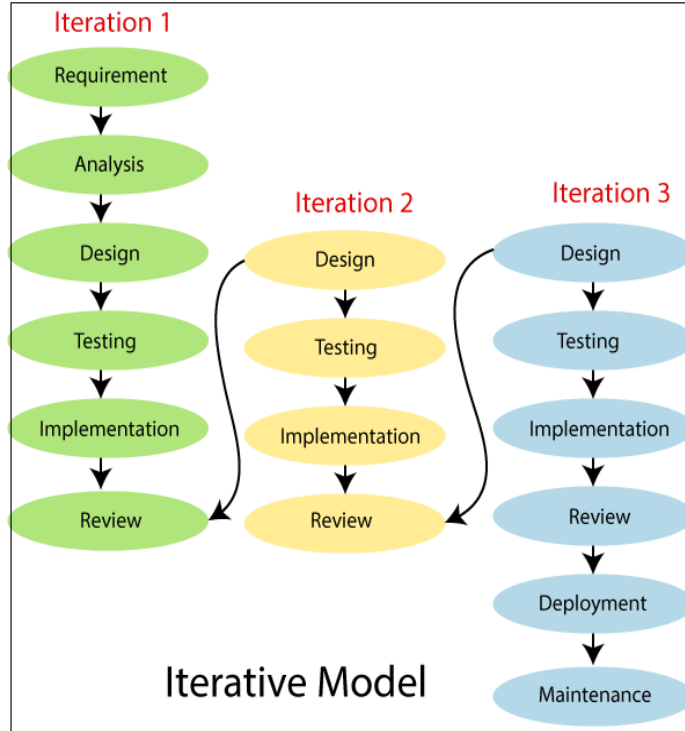 Iteration 1
Requirement
Analysis
Design
Testing
Implementation
Review
Iteration 2
Design
Testing
Implementation
Review
Iteration 3
Design
Testing
Implementation
Review
Deployment
Maintenance
Iterative Model